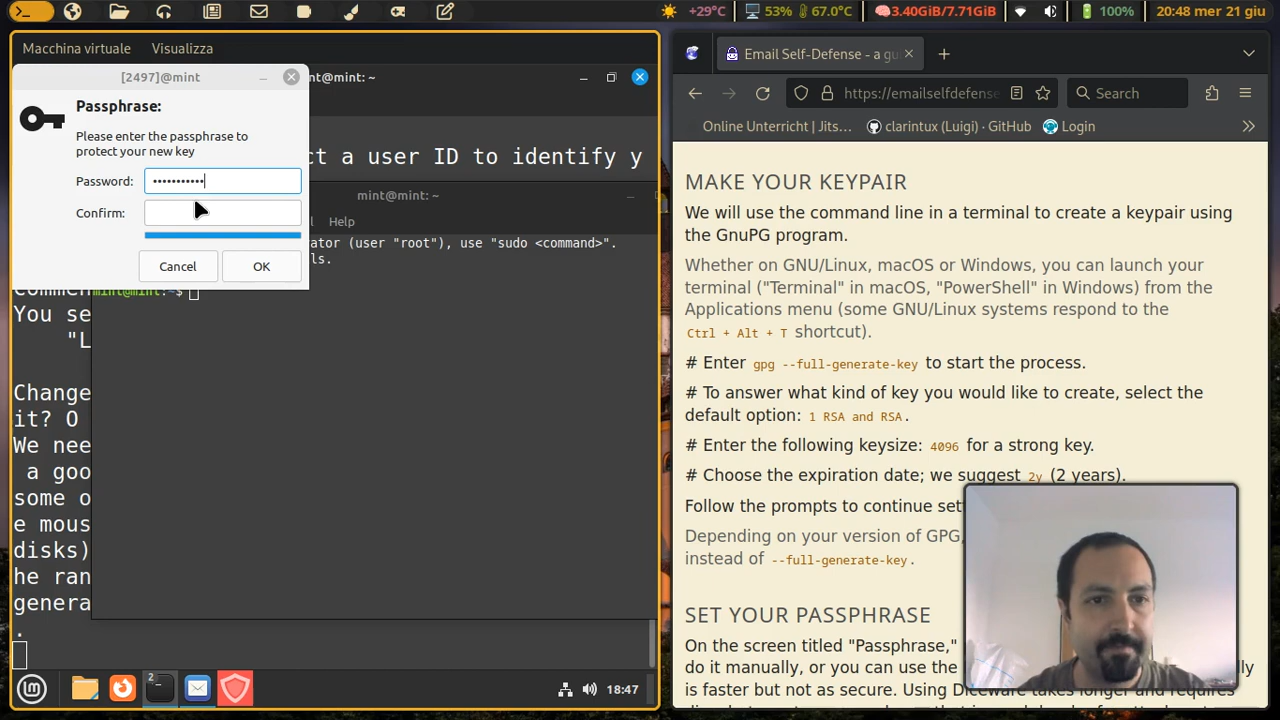 +29°C
53%
67.0°C
3.40GiB/7.71GiB
100%
20:48 mer 21 giu
Macchina virtuale
Visualizza
[2497]@mint
nt@mint: ~
Passphrase:
Please enter the passphrase to
protect your new key
Password:
Confirm:
Cancel
OK
ct a user ID to identify y
mint@mint: ~
Help
ator (user "root"), use "sudo <command>".
ls.
mint@mint:~$
You se
"L
Change
it? O
We nee
a goo
some o
e mous
disks)
he ran
genera
.
18:47
Email Self-Defense - a gu
https://emailselfdefense
Search
Online Unterricht | Jits…
clarintux (Luigi) · GitHub
Login
MAKE YOUR KEYPAIR
We will use the command line in a terminal to create a keypair using
the GnuPG program.
Whether on GNU/Linux, macOS or Windows, you can launch your
terminal ("Terminal" in macOS, "PowerShell" in Windows) from the
Applications menu (some GNU/Linux systems respond to the
Ctrl + Alt + T shortcut).
# Enter gpg --full-generate-key to start the process.
# To answer what kind of key you would like to create, select the
default option: 1 RSA and RSA.
# Enter the following keysize: 4096 for a strong key.
# Choose the expiration date; we suggest 2y (2 years).
Follow the prompts to continue set
Depending on your version of GPG,
instead of --full-generate-key.
SET YOUR PASSPHRASE
On the screen titled "Passphrase,"
do it manually, or you can use the
is faster but not as secure. Using Diceware takes longer and requires